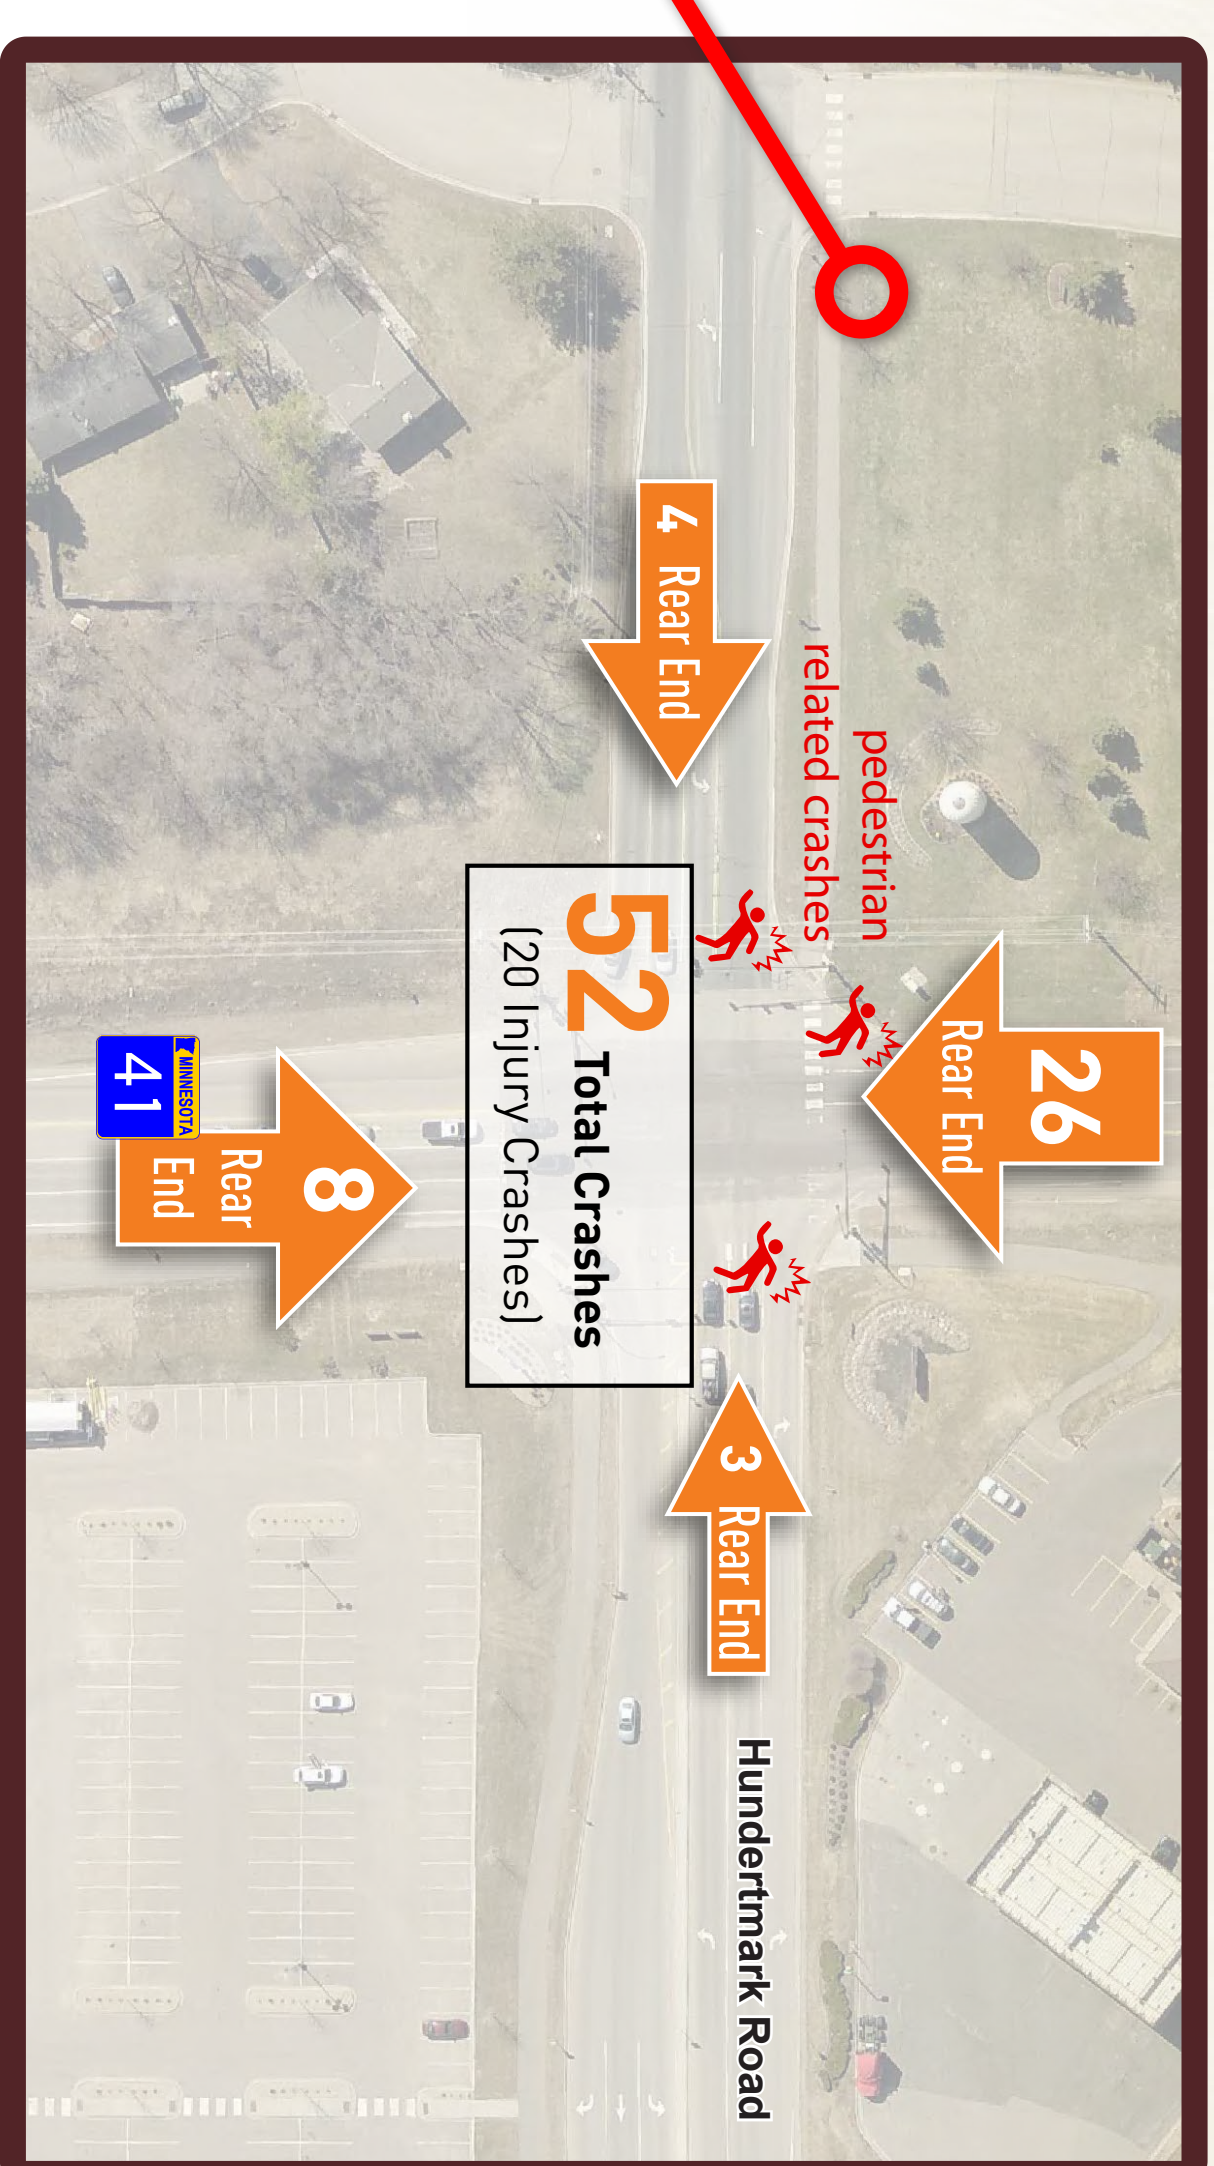 26
Rear End
pedestrian
related crashes
Hundertmark Road
3 Rear End
4 Rear End
52 Total Crashes
(20 Injury Crashes)
8
Rear
End
MINNESOTA
41